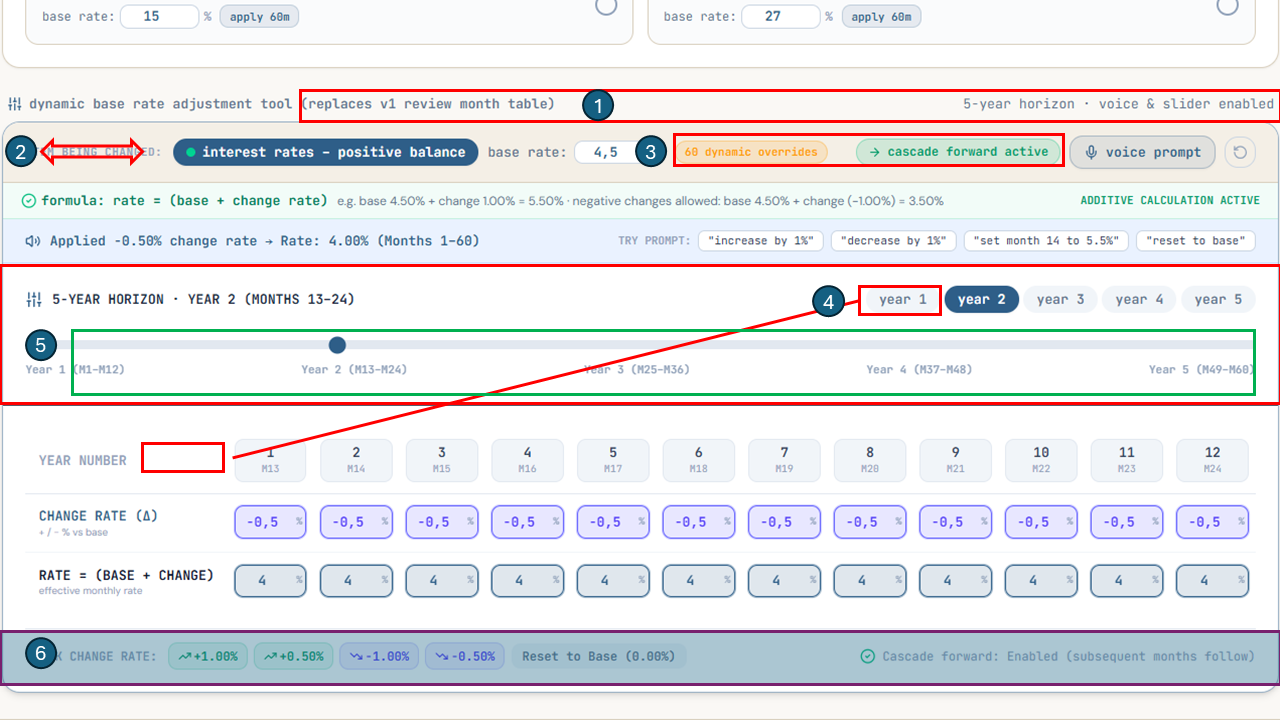 base rate: 15 % apply 60m
base rate: 27 % apply 60m
dynamic base rate adjustment tool (replaces v1 review month table) 1 5-year horizon · voice & slider enabled
2 BEING CHANGED: interest rates – positive balance base rate: 4,5 3 60 dynamic overrides → cascade forward active voice prompt
formula: rate = (base + change rate) e.g. base 4.50% + change 1.00% = 5.50% · negative changes allowed: base 4.50% + change (−1.00%) = 3.50% ADDITIVE CALCULATION ACTIVE
Applied -0.50% change rate → Rate: 4.00% (Months 1–60) TRY PROMPT: "increase by 1%" "decrease by 1%" "set month 14 to 5.5%" "reset to base"
5-YEAR HORIZON · YEAR 2 (MONTHS 13–24) 4 year 1 year 2 year 3 year 4 year 5
5
Year 1 (M1–M12) Year 2 (M13–M24) Year 3 (M25–M36) Year 4 (M37–M48) Year 5 (M49–M60)
YEAR NUMBER 1 2 3 4 5 6 7 8 9 10 11 12
M13 M14 M15 M16 M17 M18 M19 M20 M21 M22 M23 M24
CHANGE RATE (Δ) -0,5 % -0,5 % -0,5 % -0,5 % -0,5 % -0,5 % -0,5 % -0,5 % -0,5 % -0,5 % -0,5 % -0,5 %
+ / − % vs base
RATE = (BASE + CHANGE) 4 % 4 % 4 % 4 % 4 % 4 % 4 % 4 % 4 % 4 % 4 % 4 %
effective monthly rate
6 CHANGE RATE: +1.00% +0.50% -1.00% -0.50% Reset to Base (0.00%) Cascade forward: Enabled (subsequent months follow)